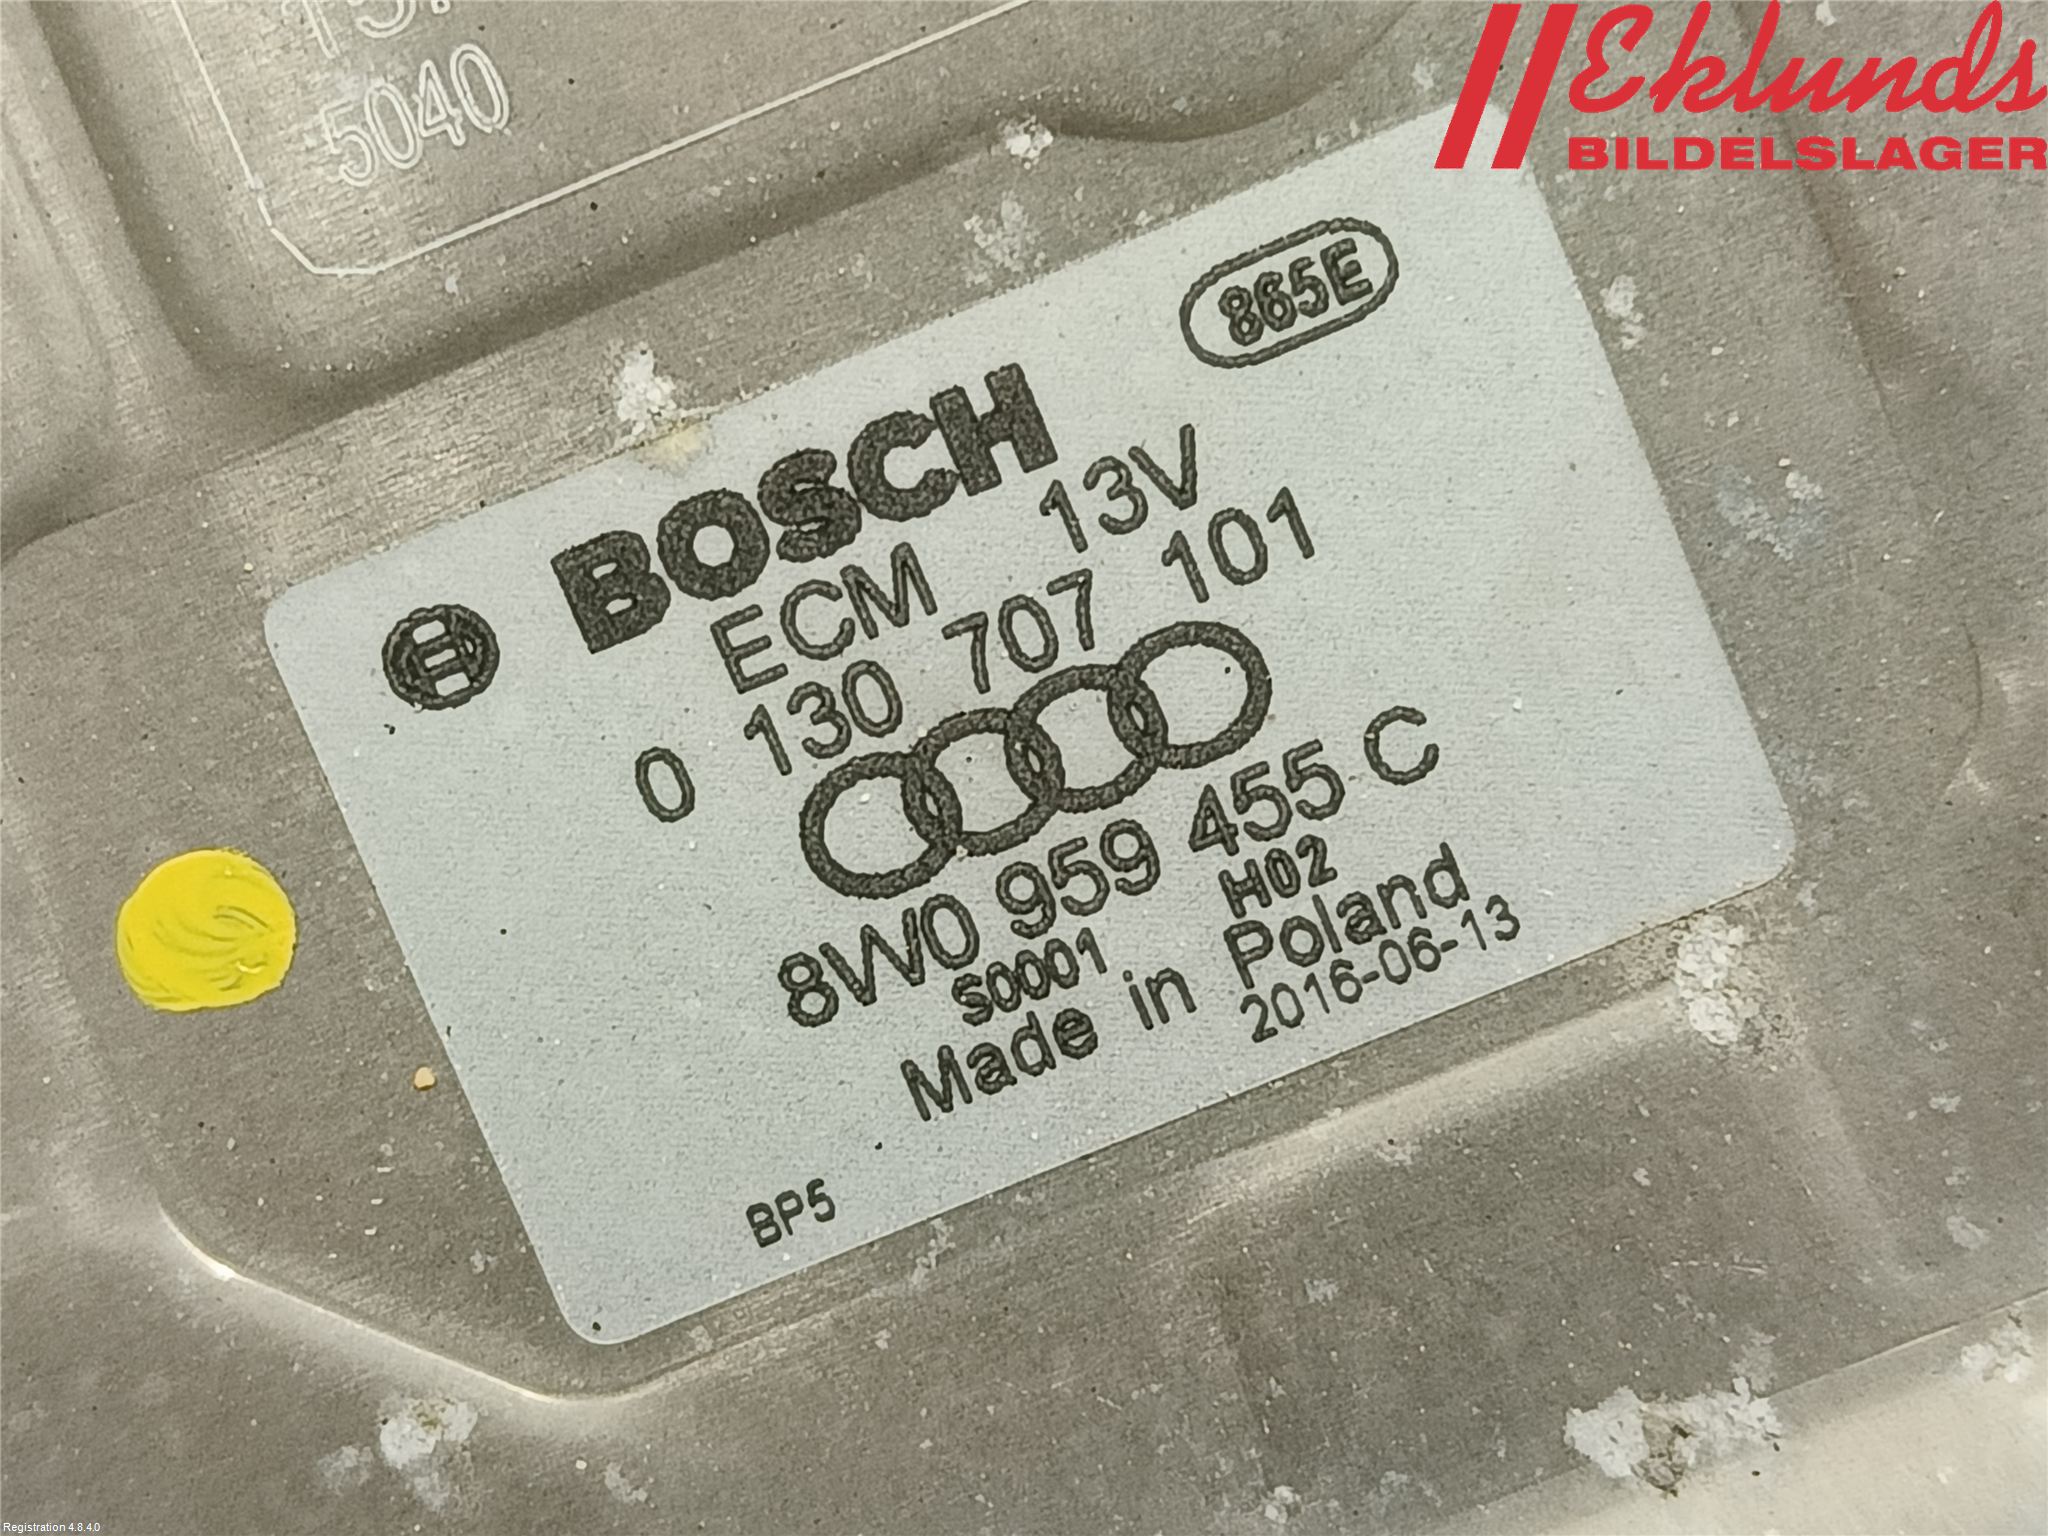 5040
Eklunds
BILDELSLAGER
865E
BOSCH
ECM 13V
0 130 707 101
8W0 959 455 C
S0001 H02
Made in Poland
2016-06-13
BP5
Registration 4.8.4.0